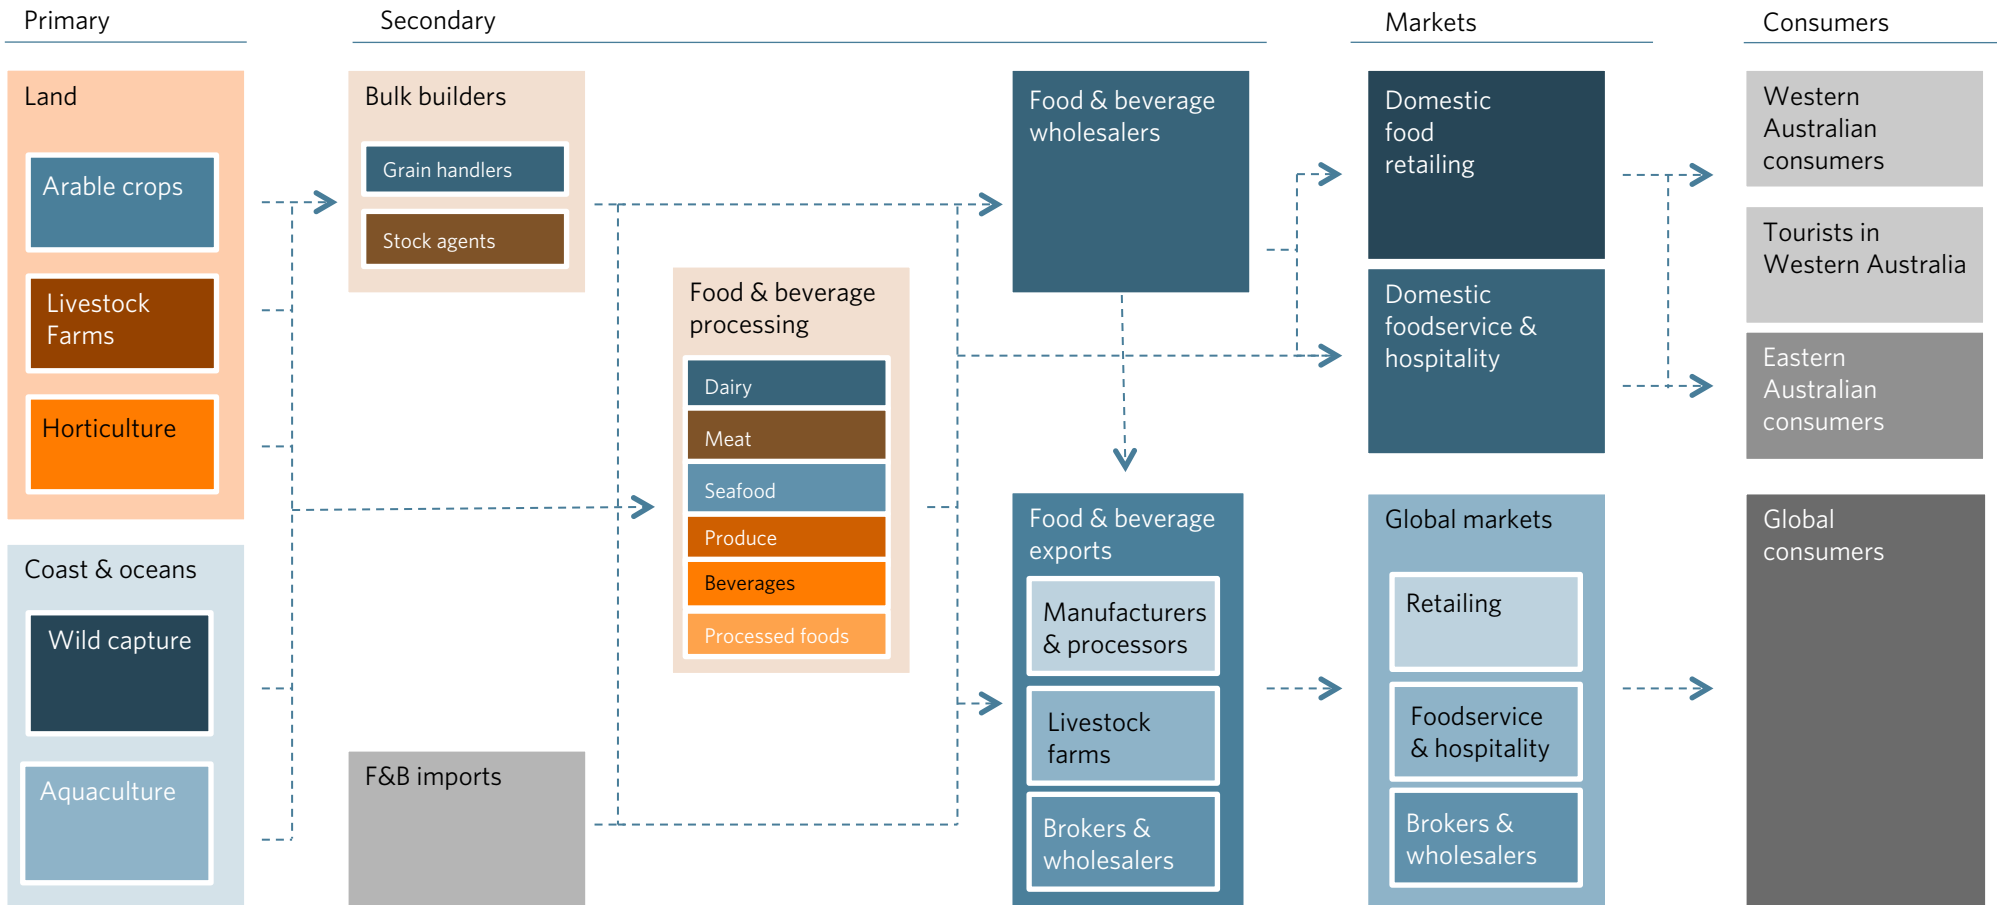 Primary
Secondary
Markets
Consumers
Land
Arable crops
Livestock
Farms
Horticulture
Coast & oceans
Wild capture
Aquaculture
Bulk builders
Grain handlers
Stock agents
F&B imports
Food & beverage
processing
Dairy
Meat
Seafood
Produce
Beverages
Processed foods
Food & beverage
wholesalers
Food & beverage
exports
Manufacturers
& processors
Livestock
farms
Brokers &
wholesalers
Domestic
food
retailing
Domestic
foodservice &
hospitality
Global markets
Retailing
Foodservice
& hospitality
Brokers &
wholesalers
Western
Australian
consumers
Tourists in
Western Australia
Eastern
Australian
consumers
Global
consumers